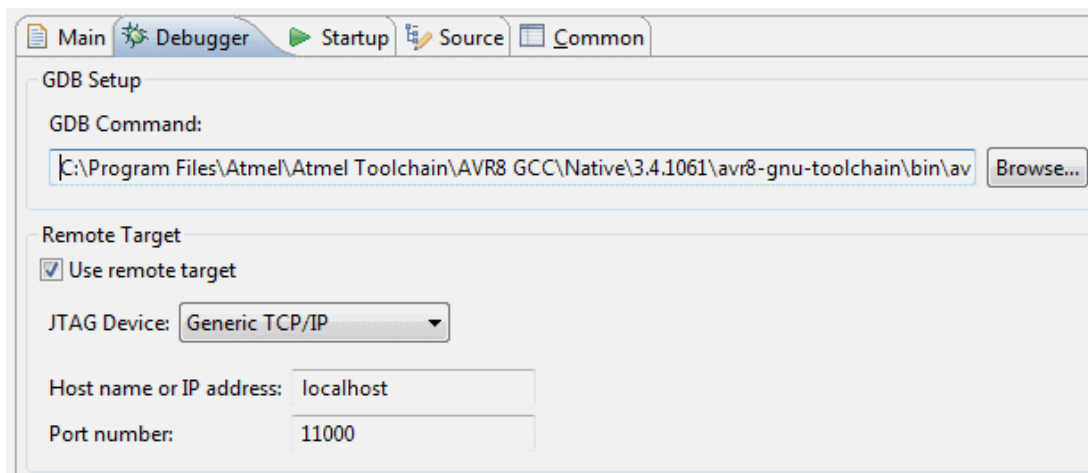 Main Debugger Startup Source Common
GDB Setup
GDB Command:
C:\Program Files\Atmel\Atmel Toolchain\AVR8 GCC\Native\3.4.1061\avr8-gnu-toolchain\bin\av Browse...
Remote Target
Use remote target
JTAG Device: Generic TCP/IP
Host name or IP address: localhost
Port number: 11000